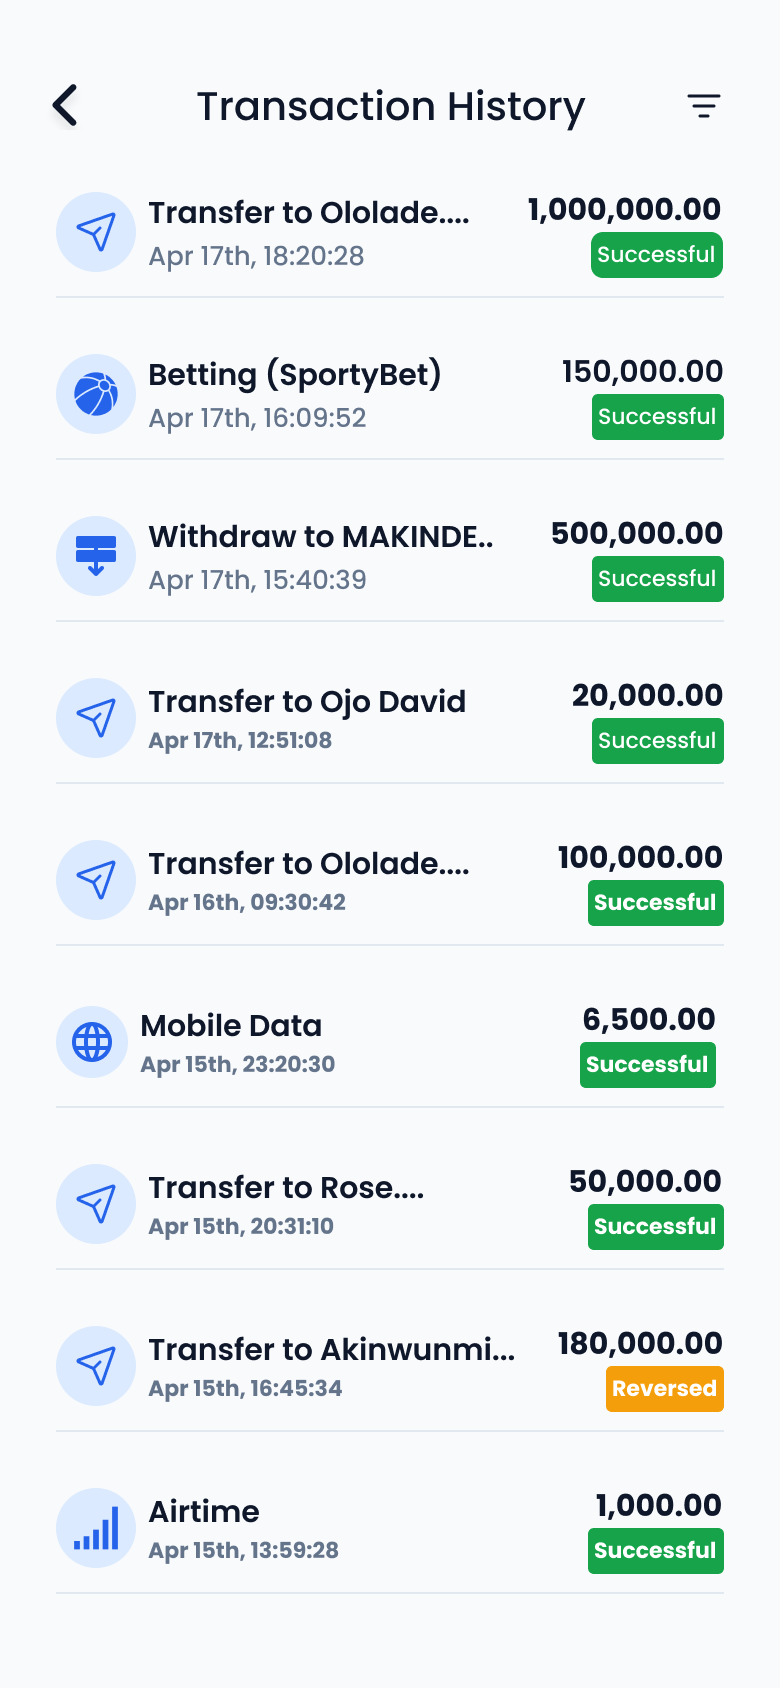 Transaction History
Transfer to Ololade.... 1,000,000.00
Apr 17th, 18:20:28 Successful
Betting (SportyBet) 150,000.00
Apr 17th, 16:09:52 Successful
Withdraw to MAKINDE.. 500,000.00
Apr 17th, 15:40:39 Successful
Transfer to Ojo David 20,000.00
Apr 17th, 12:51:08 Successful
Transfer to Ololade.... 100,000.00
Apr 16th, 09:30:42 Successful
Mobile Data 6,500.00
Apr 15th, 23:20:30 Successful
Transfer to Rose.... 50,000.00
Apr 15th, 20:31:10 Successful
Transfer to Akinwunmi... 180,000.00
Apr 15th, 16:45:34 Reversed
Airtime 1,000.00
Apr 15th, 13:59:28 Successful